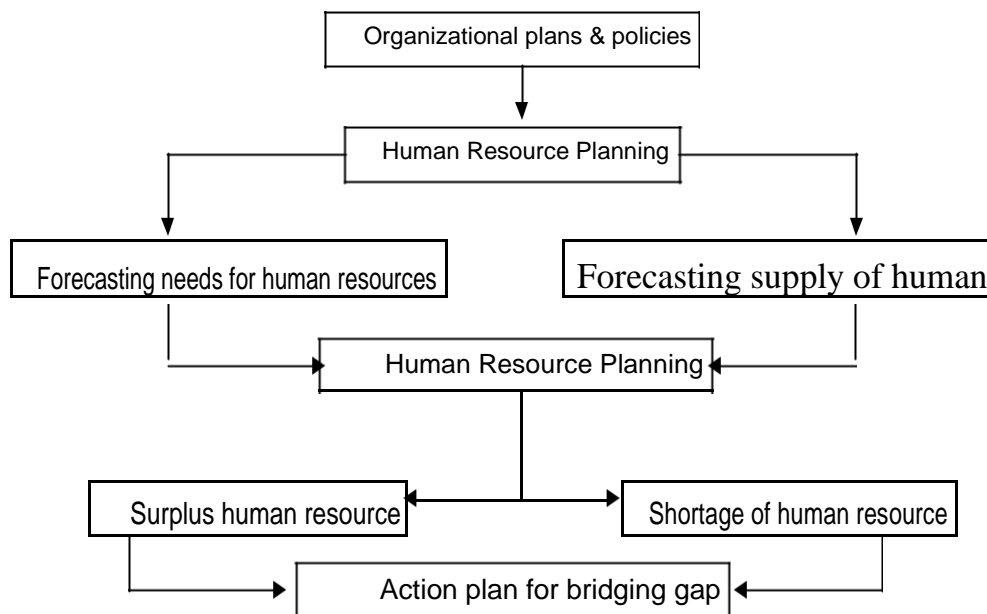 Organizational plans & policies
Human Resource Planning
Forecasting needs for human resources
Forecasting supply of human
Human Resource Planning
Surplus human resource
Shortage of human resource
Action plan for bridging gap